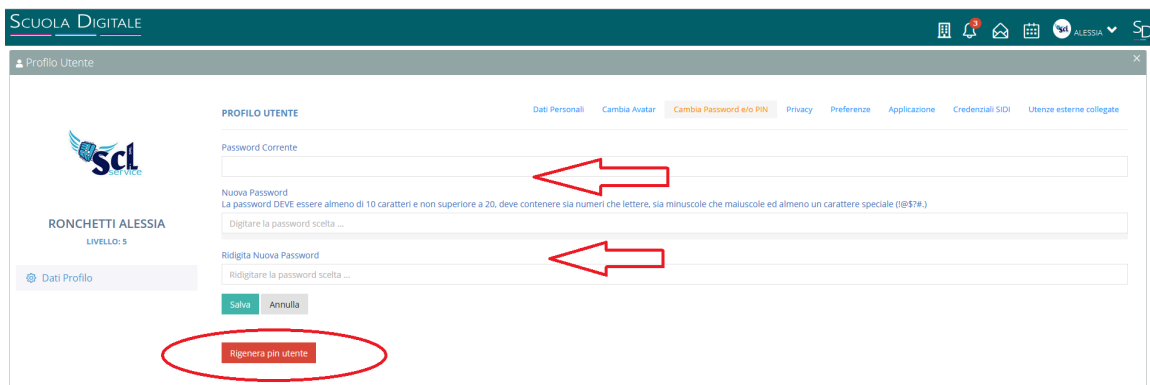 SCUOLA DIGITALE
3
scl
ALESSIA
SD
Profilo Utente
PROFILO UTENTE
Dati Personali
Cambia Avatar
Cambia Password e/o PIN
Privacy
Preferenze
Applicazione
Credenziali SIDI
Utenze esterne collegate
scl
service
RONCHETTI ALESSIA
LIVELLO: 5
Dati Profilo
Password Corrente
Nuova Password
La password DEVE essere almeno di 10 caratteri e non superiore a 20, deve contenere sia numeri che lettere, sia minuscole che maiuscole ed almeno un carattere speciale (!@$?#.)
Digitare la password scelta ...
Ridigita Nuova Password
Ridigitare la password scelta ...
Salva
Annulla
Rigenera pin utente